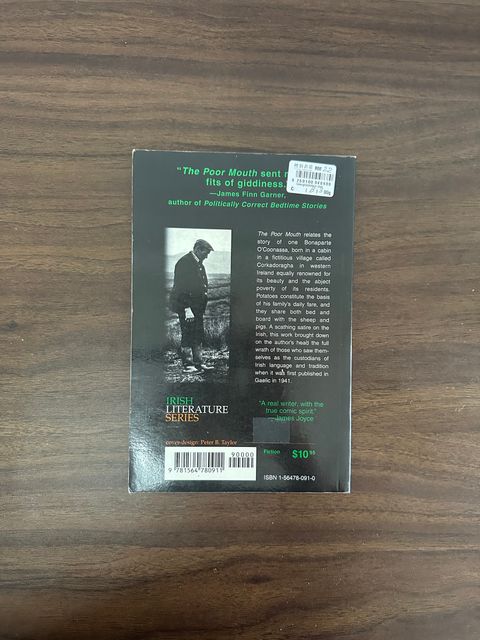 "The Poor Mouth sent
fits of giddiness.
—James Finn Garner,
author of Politically Correct Bedtime Stories
The Poor Mouth relates the
story of one Bonaparte
O'Coonassa, born in a cabin
in a fictitious village called
Corkadoragha in western
Ireland equally renowned for
its beauty and the abject
poverty of its residents.
Potatoes constitute the basis
of his family's daily fare, and
they share both bed and
board with the sheep and
pigs. A scathing satire on the
Irish, this work brought down
on the author's head the full
wrath of those who saw them-
selves as the custodians of
Irish language and tradition
when it was first published in
Gaelic in 1941.
"A real writer, with the
true comic spirit."
—James Joyce
IRISH
LITERATURE
SERIES
cover design: Peter B. Taylor
90000
9 781564 780911
Fiction
$10.95
ISBN 1-56478-091-0